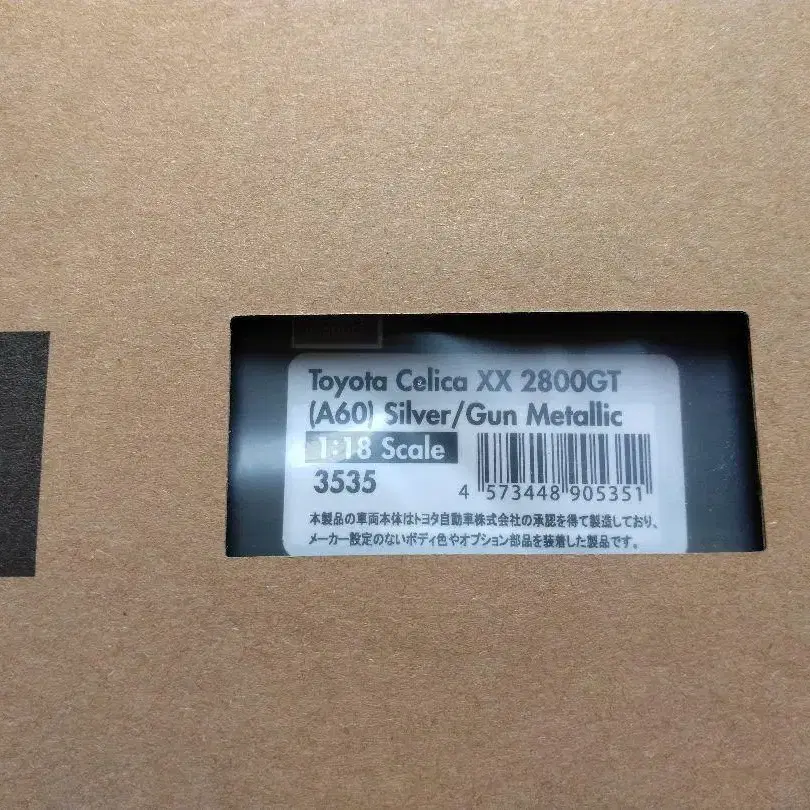 Toyota Celica XX 2800GT
(A60) Silver/Gun Metallic
1:18 Scale
3535
4 573448 905351
本製品の車両本体はトヨタ自動車株式会社の承認を得て製造しており、
メーカー設定のないボディ色やオプション部品を装着した製品です。